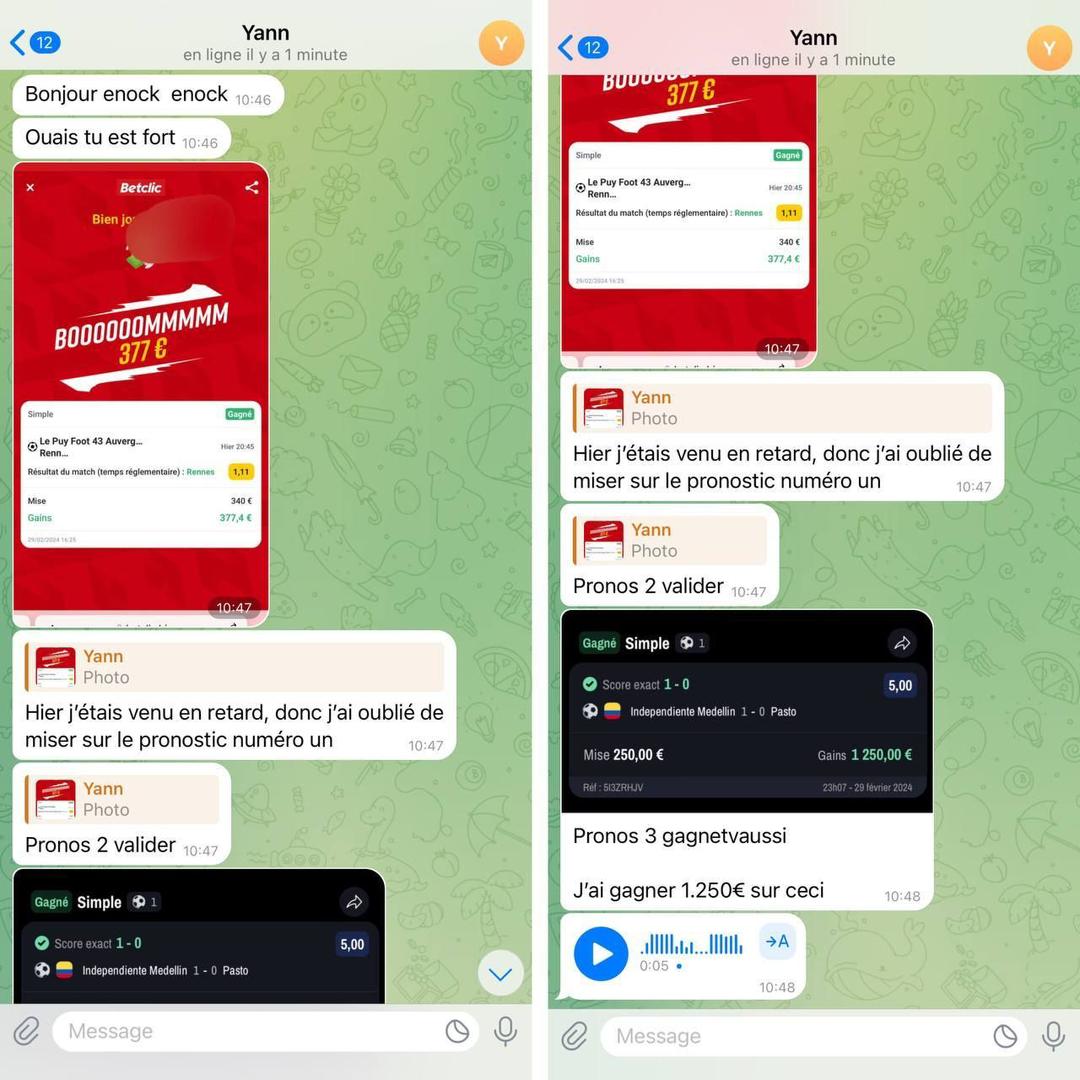 12
Yann
en ligne il y a 1 minute
Y
Bonjour enock enock 10:46
Ouais tu est fort 10:46
Betclic
Bien jo
BOOOOOOMMMMM
377 €
Simple Gagné
Le Puy Foot 43 Auverg...
Renn... Hier 20:45
Résultat du match (temps réglementaire) : Rennes 1,11
Mise 340 €
Gains 377,4 €
29/02/2024 16:25
10:47
Yann
Photo
Hier j’étais venu en retard, donc j’ai oublié de
miser sur le pronostic numéro un 10:47
Yann
Photo
Pronos 2 valider 10:47
Gagné Simple 1
Score exact 1 - 0 5,00
Independiente Medellin 1 - 0 Pasto
Message
12
Yann
en ligne il y a 1 minute
Y
377 €
Simple Gagné
Le Puy Foot 43 Auverg...
Renn... Hier 20:45
Résultat du match (temps réglementaire) : Rennes 1,11
Mise 340 €
Gains 377,4 €
29/02/2024 16:25
10:47
Yann
Photo
Hier j’étais venu en retard, donc j’ai oublié de
miser sur le pronostic numéro un 10:47
Yann
Photo
Pronos 2 valider 10:47
Gagné Simple 1
Score exact 1 - 0 5,00
Independiente Medellin 1 - 0 Pasto
Mise 250,00 € Gains 1 250,00 €
Réf : 5I3ZRHJV 23h07 - 29 février 2024
Pronos 3 gagnetvaussi
J’ai gagner 1.250€ sur ceci 10:48
→A
0:05
10:48
Message